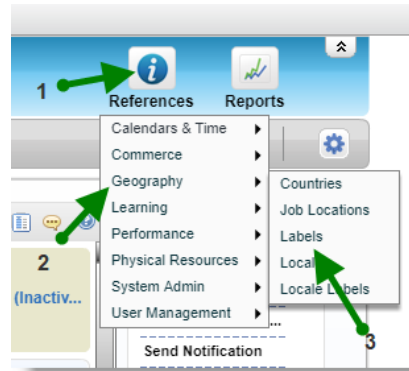 1
References Reports
Calendars & Time
Commerce
Geography
Countries
Learning
Job Locations
Performance
Labels
2
Physical Resources
(Inactiv...
System Admin
Locale Labels
User Management
3
...
Send Notification